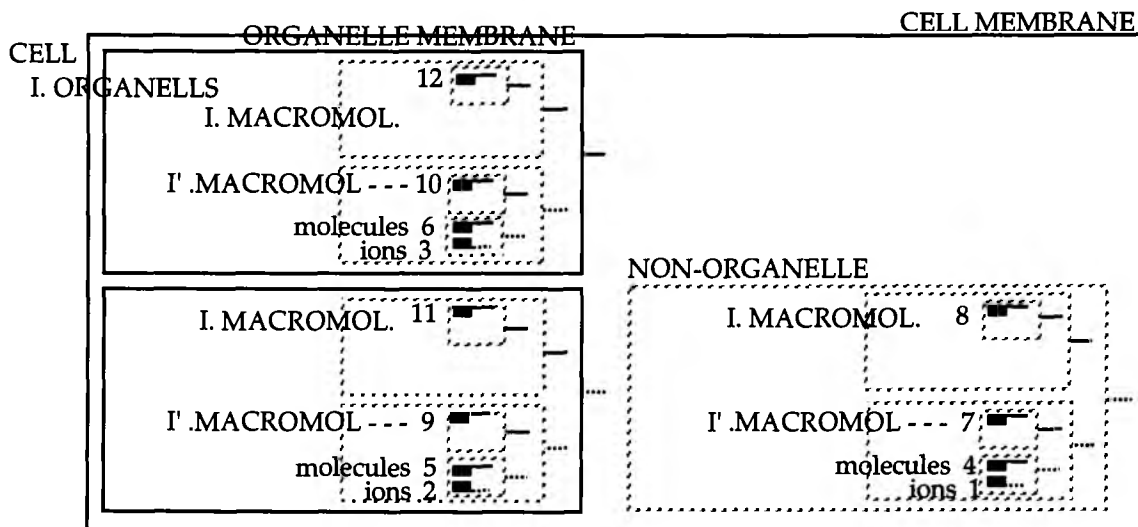 CELL MEMBRANE
ORGANELLE MEMBRANE
CELL
I. ORGANELLS
12
I. MACROMOL.
I' .MACROMOL - - - 10
molecules 6
ions 3
NON-ORGANELLE
I. MACROMOL. 11
I' .MACROMOL - - - 9
molecules 5
ions 2
I. MACROMOL. 8
I' .MACROMOL - - - 7
molecules 4
ions 1